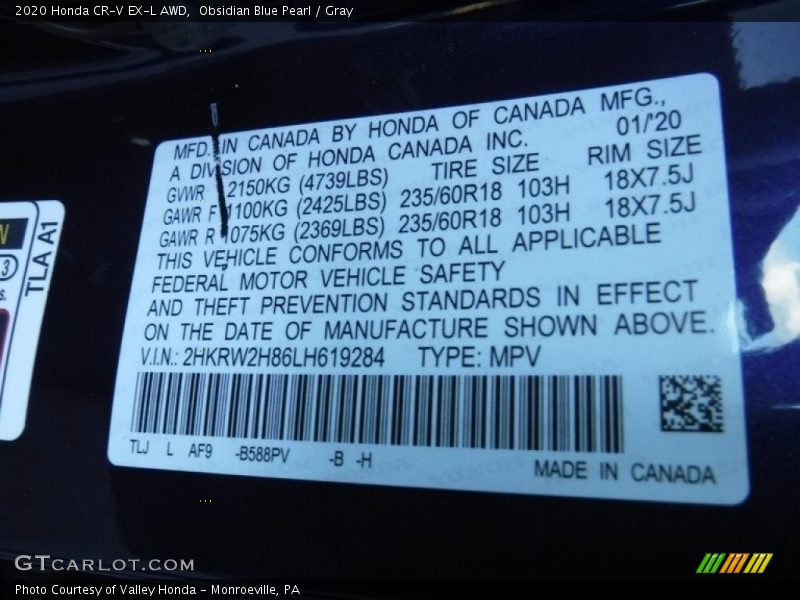 2020 Honda CR-V EX-L AWD,  Obsidian Blue Pearl / Gray
MFD. IN CANADA BY HONDA OF CANADA MFG.,
A DIVISION OF HONDA CANADA INC. 01/'20
GVWR 2150KG (4739LBS) TIRE SIZE RIM SIZE
GAWR F 1100KG (2425LBS) 235/60R18 103H 18X7.5J
GAWR R 1075KG (2369LBS) 235/60R18 103H 18X7.5J
THIS VEHICLE CONFORMS TO ALL APPLICABLE
FEDERAL MOTOR VEHICLE SAFETY
AND THEFT PREVENTION STANDARDS IN EFFECT
ON THE DATE OF MANUFACTURE SHOWN ABOVE.
V.I.N.: 2HKRW2H86LH619284 TYPE: MPV
TLJ L AF9 -B588PV -B -H
MADE IN CANADA
N
3
s.
TLA A1
GTCARLOT.COM
Photo Courtesy of Valley Honda - Monroeville, PA